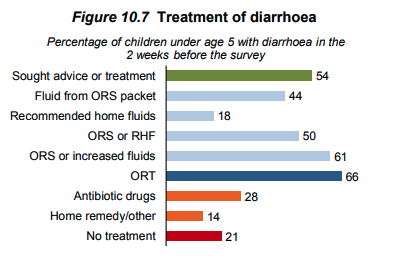 Figure 10.7 Treatment of diarrhoea
Percentage of children under age 5 with diarrhoea in the
2 weeks before the survey
Sought advice or treatment 54
Fluid from ORS packet 44
Recommended home fluids 18
ORS or RHF 50
ORS or increased fluids 61
ORT 66
Antibiotic drugs 28
Home remedy/other 14
No treatment 21